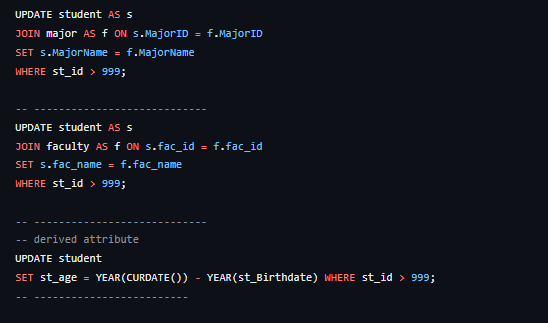 UPDATE student AS s
JOIN major AS f ON s.MajorID = f.MajorID
SET s.MajorName = f.MajorName
WHERE st_id > 999;
-- ----------------------------
UPDATE student AS s
JOIN faculty AS f ON s.fac_id = f.fac_id
SET s.fac_name = f.fac_name
WHERE st_id > 999;
-- ----------------------------
-- derived attribute
UPDATE student
SET st_age = YEAR(CURDATE()) - YEAR(st_Birthdate) WHERE st_id > 999;
-- -------------------------